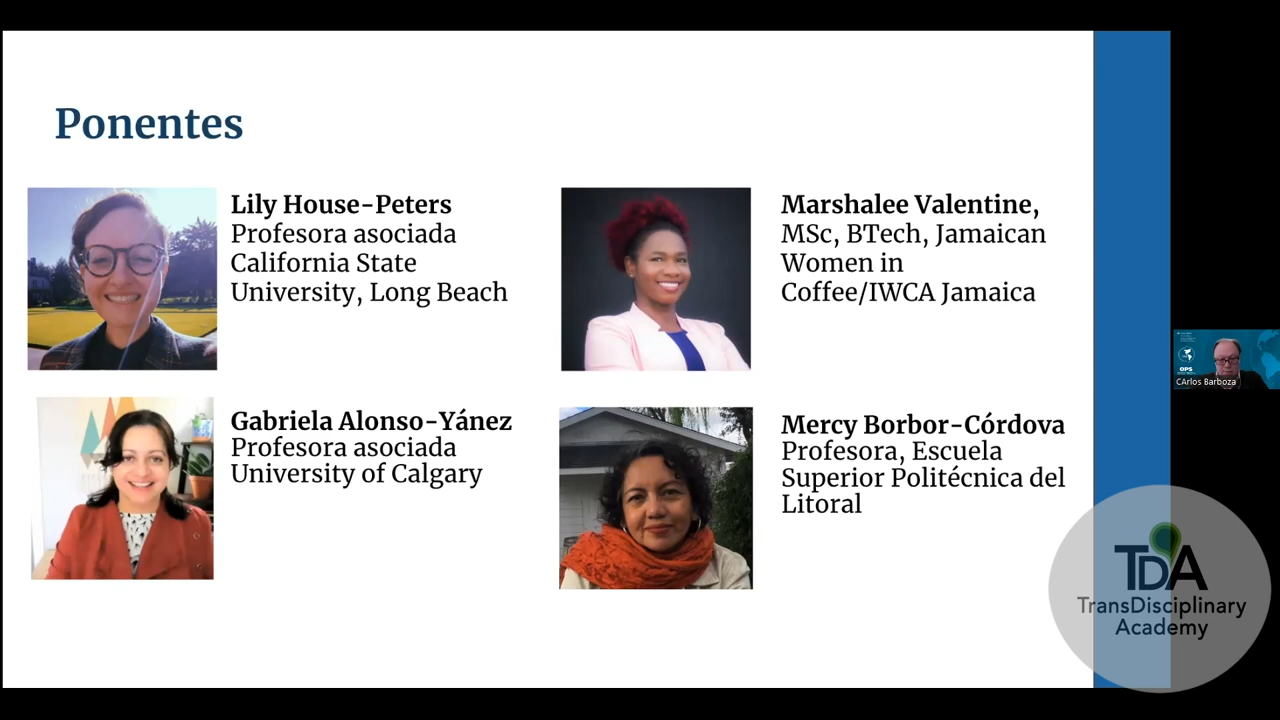 Ponentes
Lily House-Peters
Profesora asociada
California State
University, Long Beach
Marshalee Valentine,
MSc, BTech, Jamaican
Women in
Coffee/IWCA Jamaica
Gabriela Alonso-Yánez
Profesora asociada
University of Calgary
Mercy Borbor-Córdova
Profesora, Escuela
Superior Politécnica del
Litoral
OPS
CArlos Barboza
TDA
TransDisciplinary
Academy